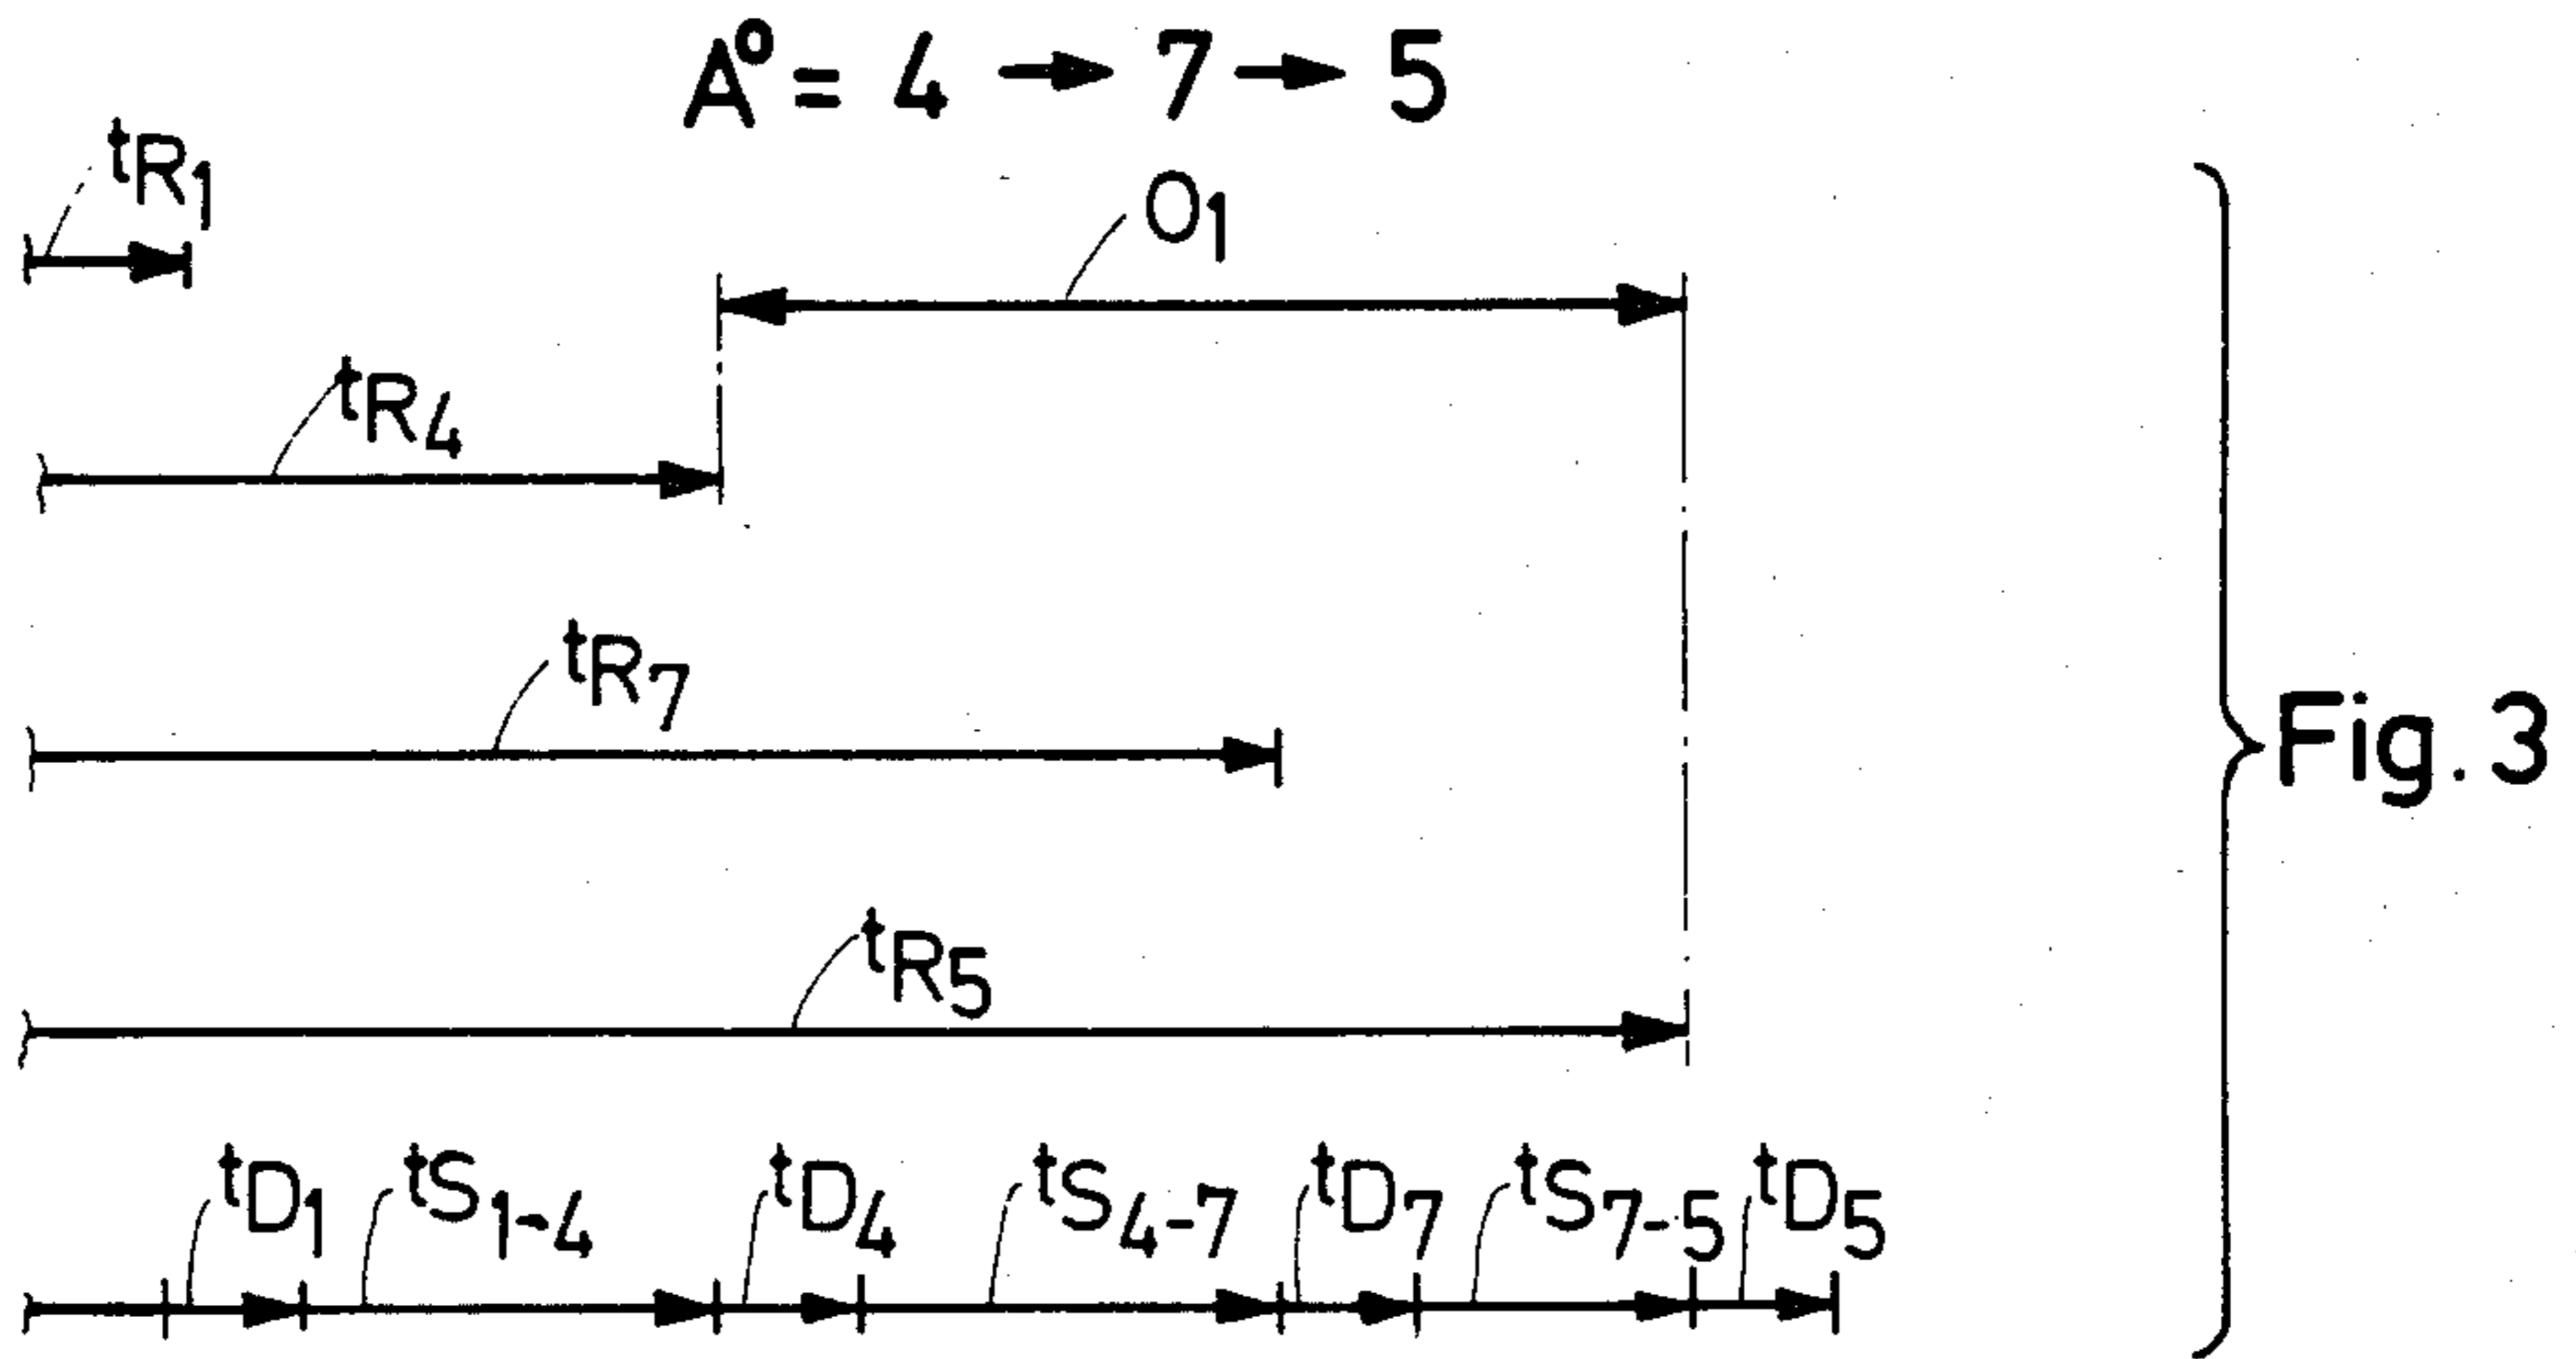 A° = 4 → 7 → 5
tR1
O1
tR4
tR7
Fig. 3
tR5
tD1 tS1-4 tD4 tS4-7 tD7 tS7-5 tD5